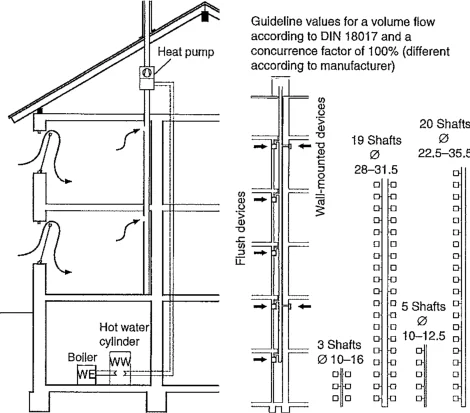 Heat pump
Hot water
cylinder
Boiler
WW
WE
Guideline values for a volume flow
according to DIN 18017 and a
concurrence factor of 100% (different
according to manufacturer)
Flush devices
Wall-mounted devices
3 Shafts
Ø 10–16
19 Shafts
Ø
28–31.5
5 Shafts
Ø
10–12.5
20 Shafts
Ø
22.5–35.5